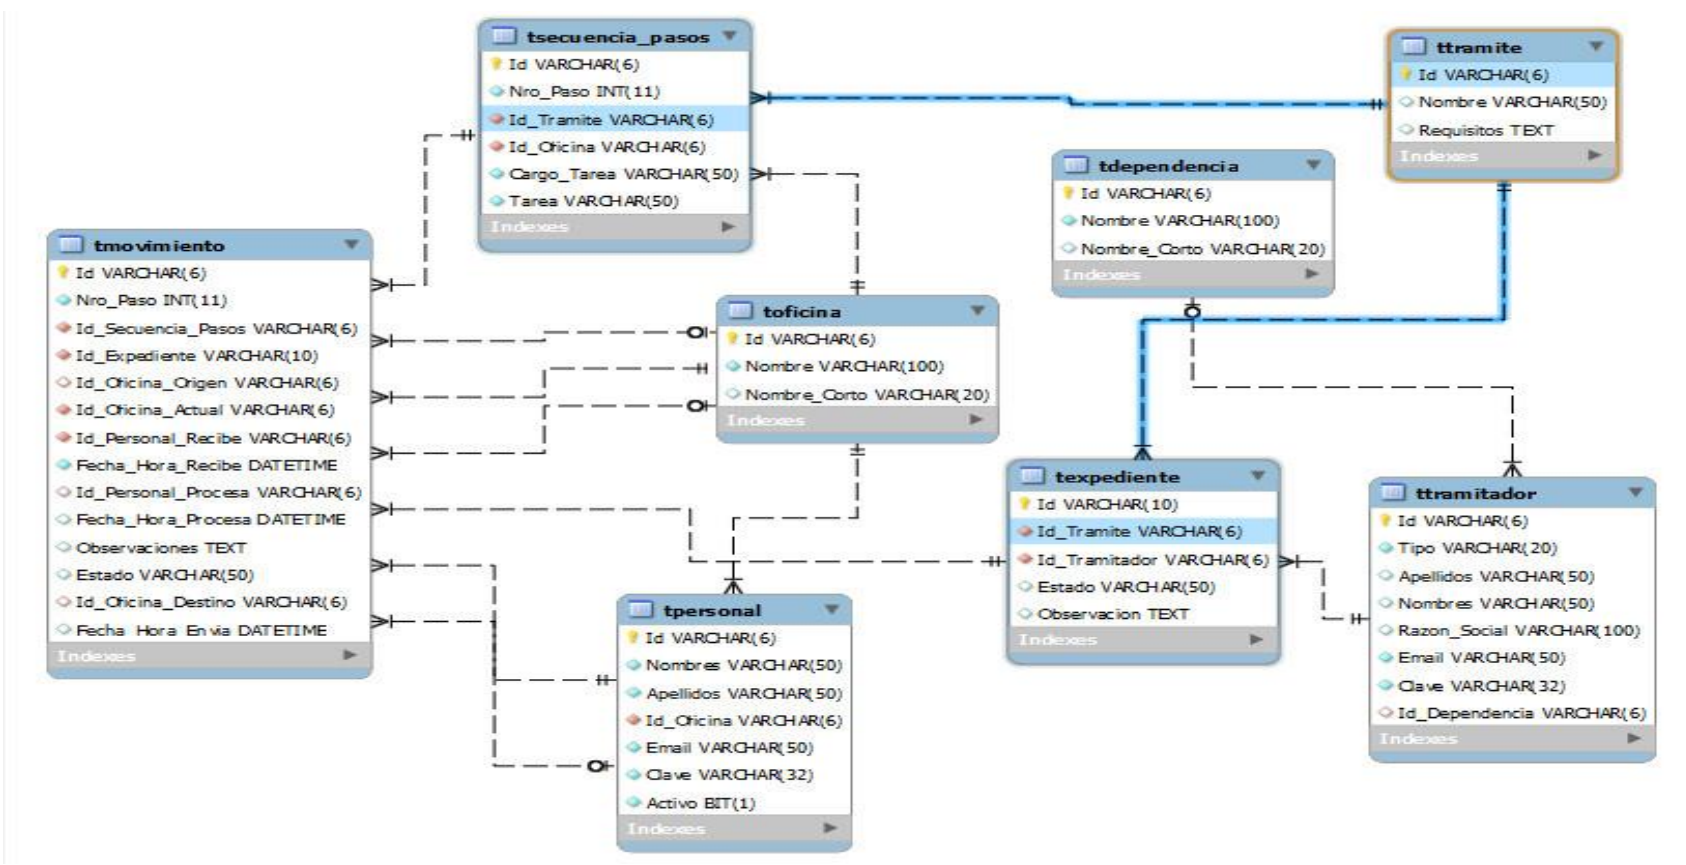 tsecuencia_pasos
Id VARCHAR(6)
Nro_Paso INT(11)
Id_Tramite VARCHAR(6)
Id_Oficina VARCHAR(6)
Cargo_Tarea VARCHAR(50)
Tarea VARCHAR(50)
Indexes
ttramite
Id VARCHAR(6)
Nombre VARCHAR(50)
Requisitos TEXT
Indexes
tdependencia
Id VARCHAR(6)
Nombre VARCHAR(100)
Nombre_Corto VARCHAR(20)
Indexes
tmovimiento
Id VARCHAR(6)
Nro_Paso INT(11)
Id_Secuencia_Pasos VARCHAR(6)
Id_Expediente VARCHAR(10)
Id_Oficina_Origen VARCHAR(6)
Id_Oficina_Actual VARCHAR(6)
Id_Personal_Recibe VARCHAR(6)
Fecha_Hora_Recibe DATETIME
Id_Personal_Procesa VARCHAR(6)
Fecha_Hora_Procesa DATETIME
Observaciones TEXT
Estado VARCHAR(50)
Id_Oficina_Destino VARCHAR(6)
Fecha_Hora_Envia DATETIME
Indexes
toficina
Id VARCHAR(6)
Nombre VARCHAR(100)
Nombre_Corto VARCHAR(20)
Indexes
texpediente
Id VARCHAR(10)
Id_Tramite VARCHAR(6)
Id_Tramitador VARCHAR(6)
Estado VARCHAR(50)
Observacion TEXT
Indexes
ttramitador
Id VARCHAR(6)
Tipo VARCHAR(20)
Apellidos VARCHAR(50)
Nombres VARCHAR(50)
Razon_Social VARCHAR(100)
Email VARCHAR(50)
Clave VARCHAR(32)
Id_Dependencia VARCHAR(6)
Indexes
tpersonal
Id VARCHAR(6)
Nombres VARCHAR(50)
Apellidos VARCHAR(50)
Id_Oficina VARCHAR(6)
Email VARCHAR(50)
Clave VARCHAR(32)
Activo BIT(1)
Indexes